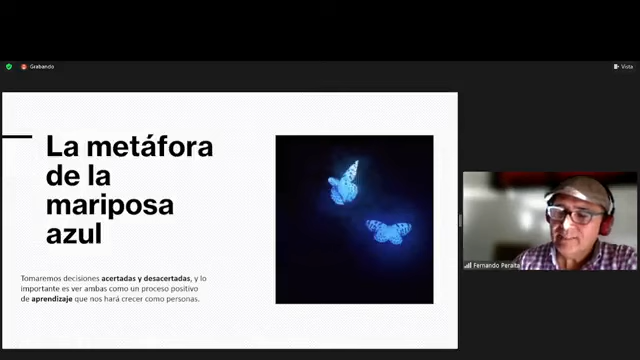 Grabando
Vista
La metáfora
de la
mariposa
azul
Tomaremos decisiones acertadas y desacertadas, y lo
importante es ver ambas como un proceso positivo
de aprendizaje que nos hará crecer como personas.
Fernando Peralta